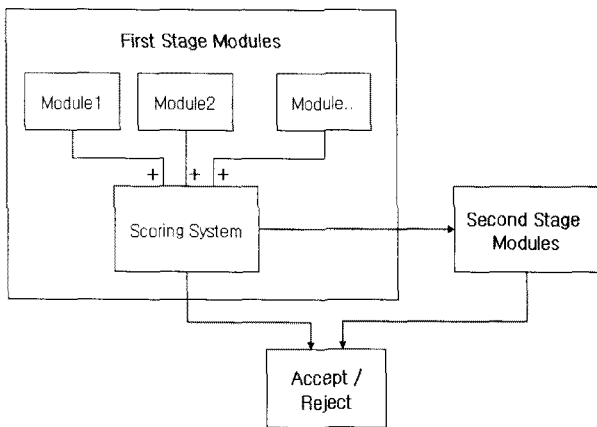 First Stage Modules
Module1
Module2
Module..
+
+
+
Scoring System
Second Stage
Modules
Accept /
Reject